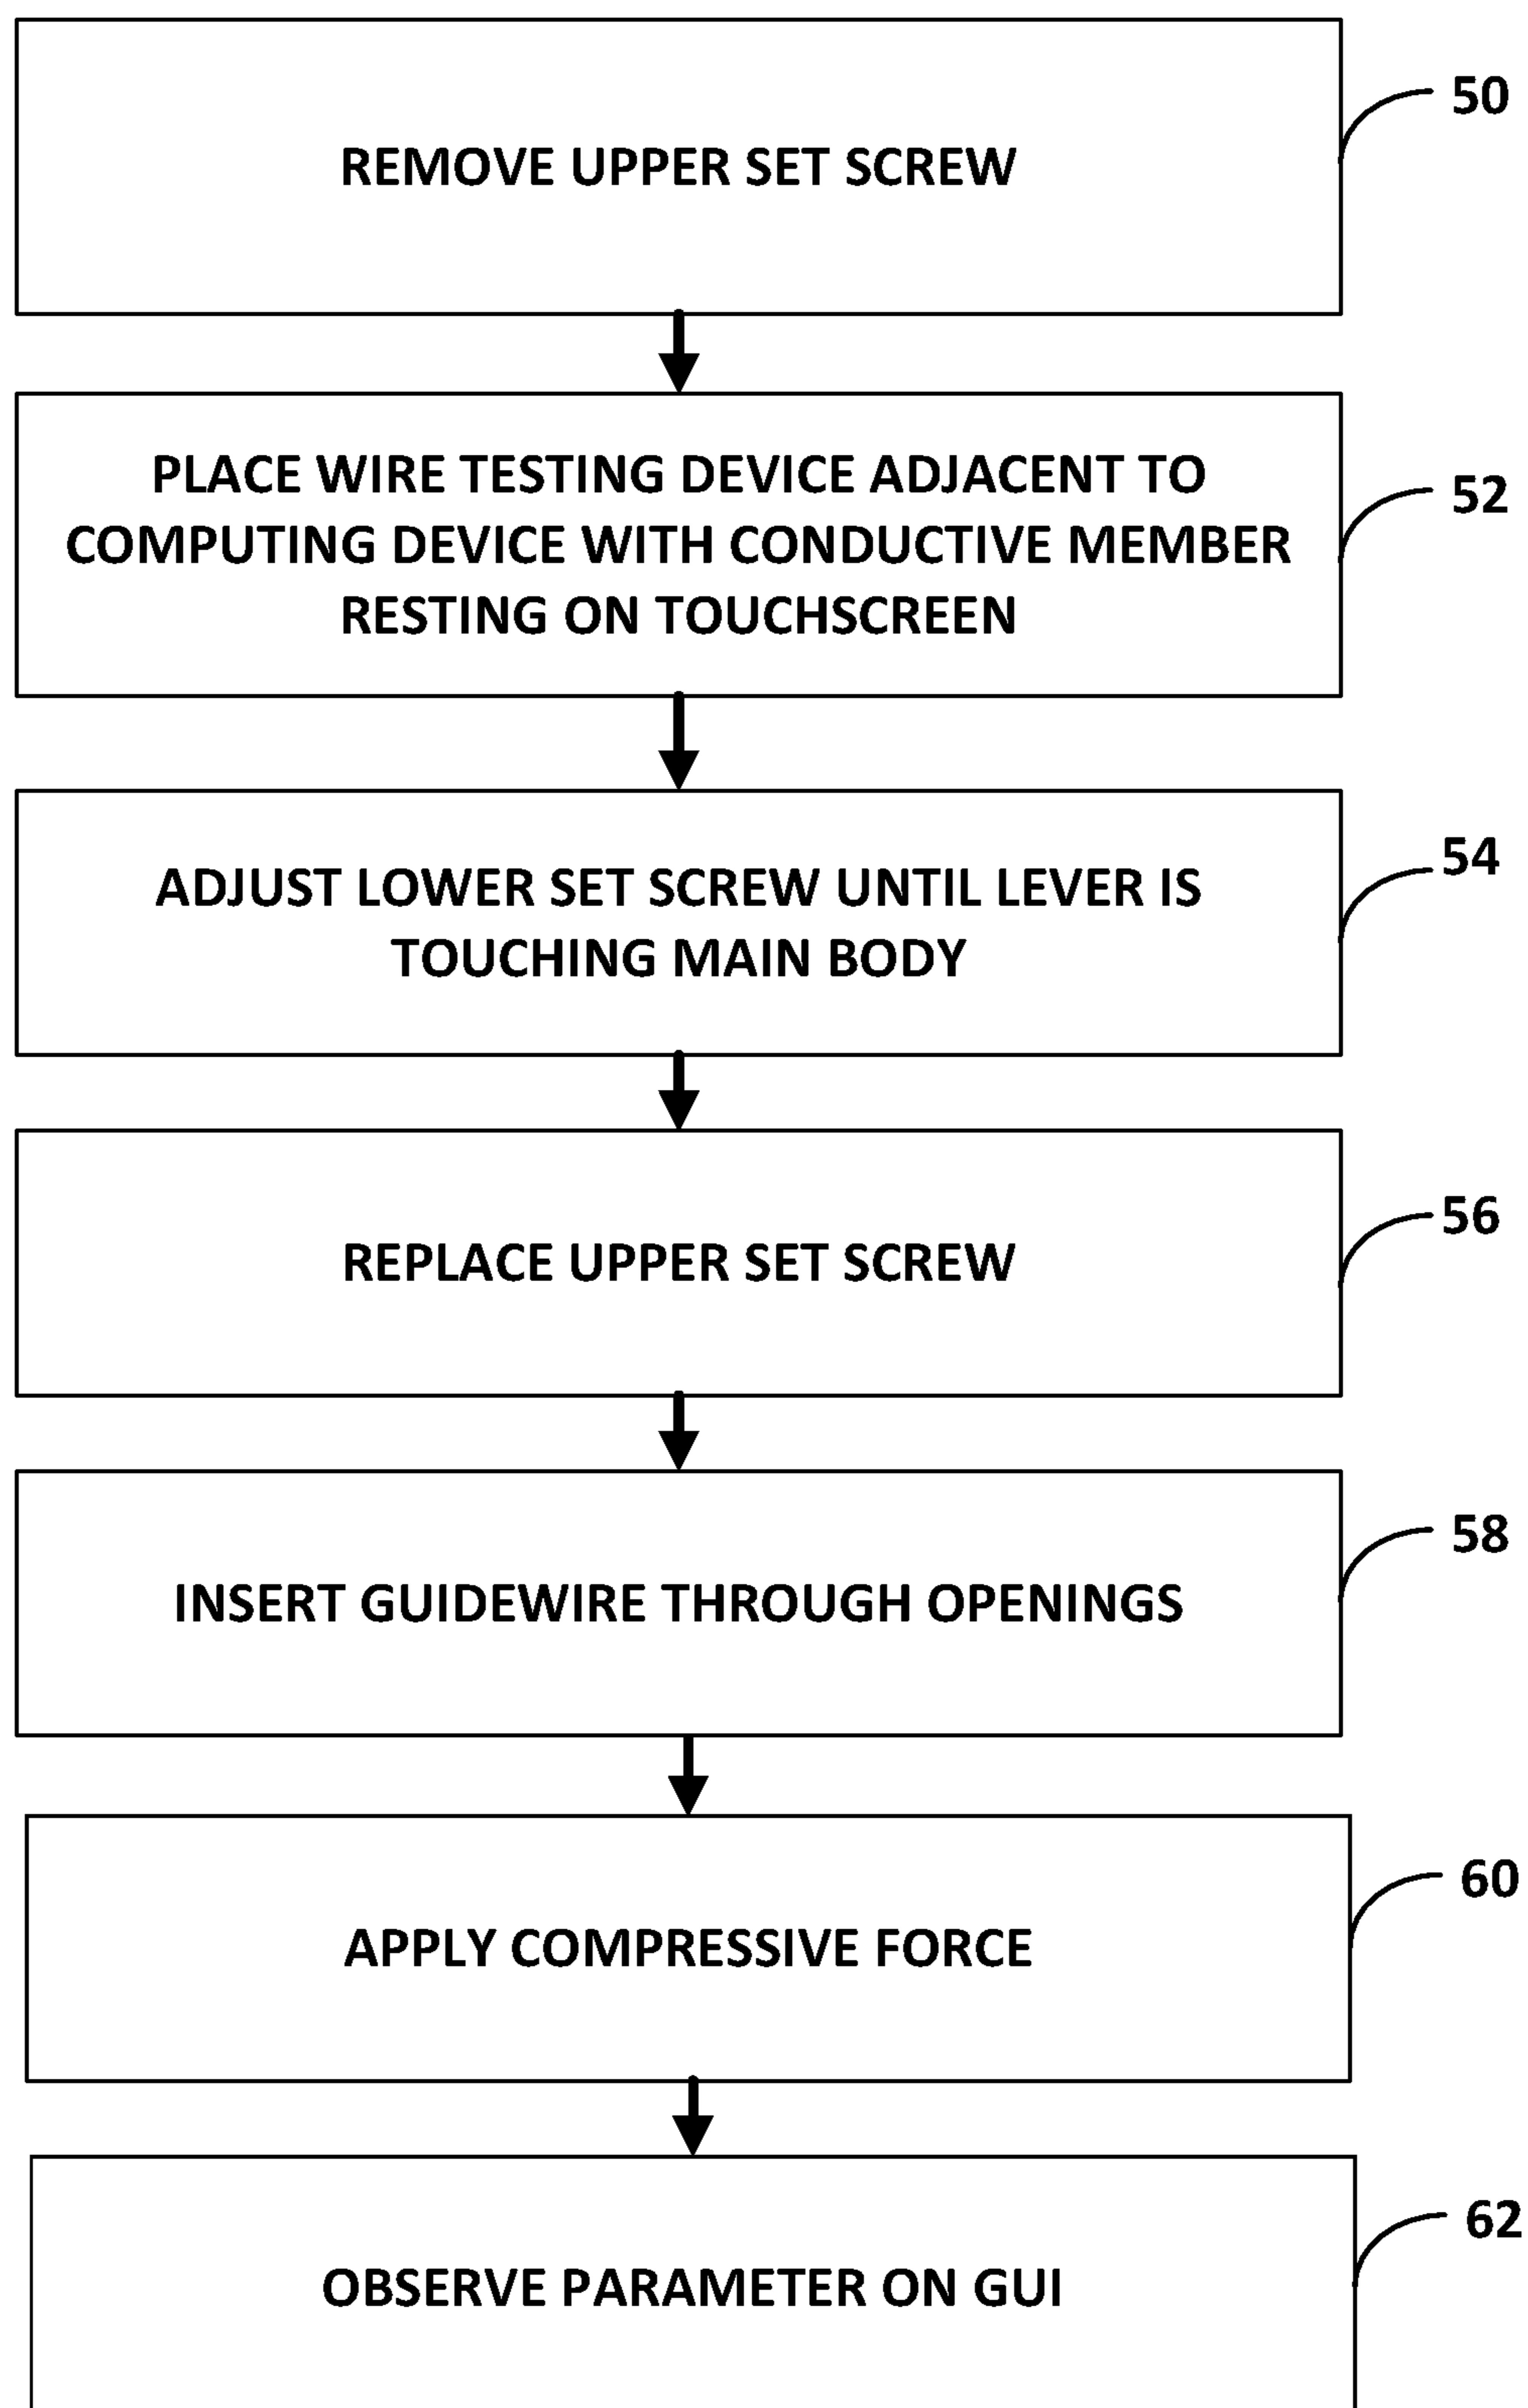 50
REMOVE UPPER SET SCREW
52
PLACE WIRE TESTING DEVICE ADJACENT TO
COMPUTING DEVICE WITH CONDUCTIVE MEMBER
RESTING ON TOUCHSCREEN
54
ADJUST LOWER SET SCREW UNTIL LEVER IS
TOUCHING MAIN BODY
56
REPLACE UPPER SET SCREW
58
INSERT GUIDEWIRE THROUGH OPENINGS
60
APPLY COMPRESSIVE FORCE
62
OBSERVE PARAMETER ON GUI